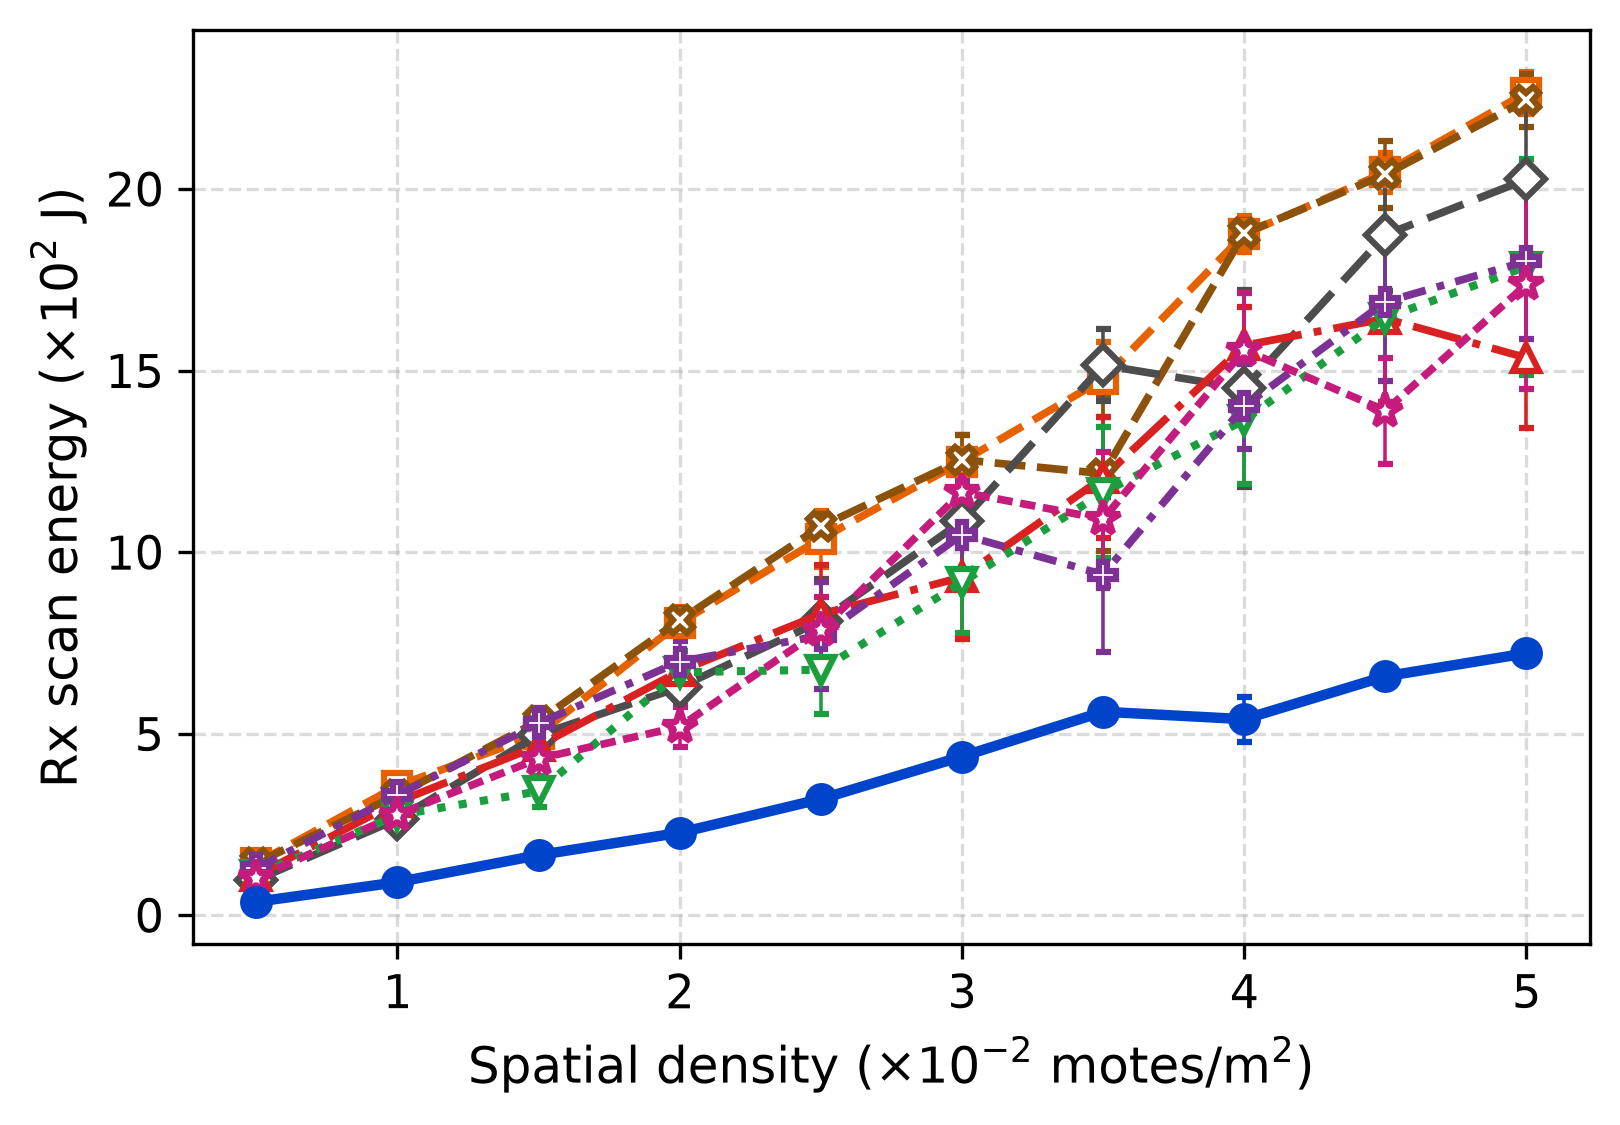 Rx scan energy (×10² J)
20
15
10
5
0
1 2 3 4 5
Spatial density (×10⁻² motes/m²)